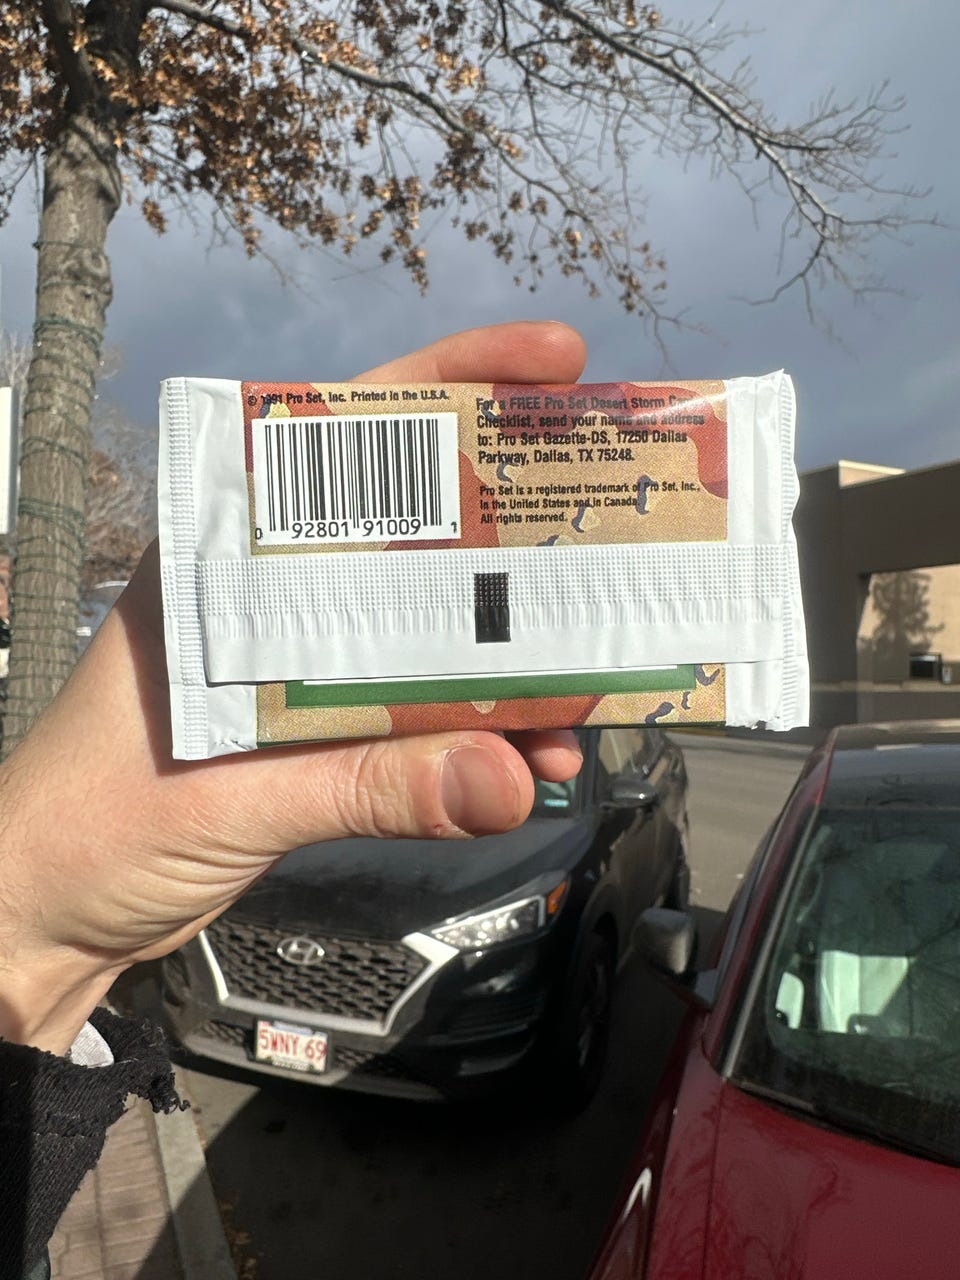 © 1991 Pro Set, Inc. Printed in the U.S.A.
0 92801 91009 1
For a FREE Pro Set Desert Storm Card
Checklist, send your name and address
to: Pro Set Gazette-DS, 17250 Dallas
Parkway, Dallas, TX 75248.
Pro Set is a registered trademark of Pro Set, Inc.,
in the United States and in Canada.
All rights reserved.
5WNY 69